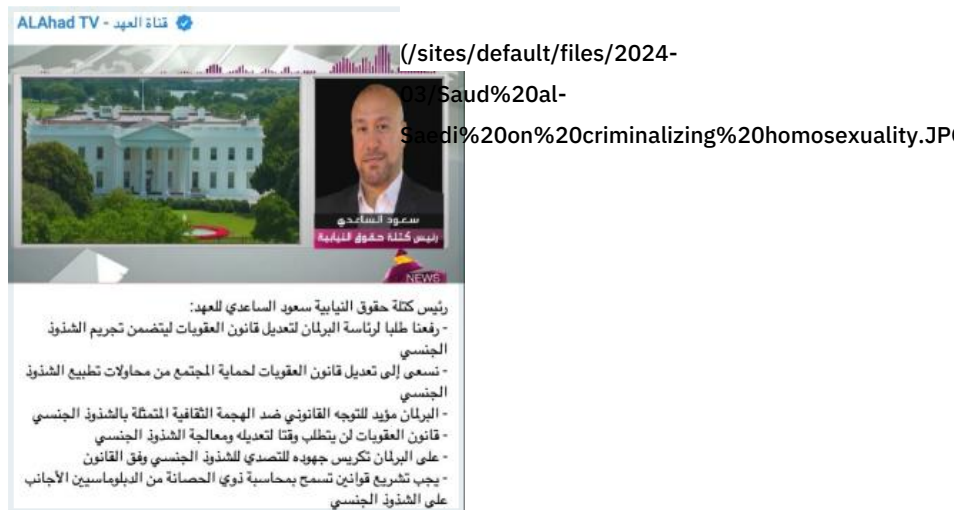 ALAhad TV - قناة العهد
(/sites/default/files/2024-
03/Saud%20al-
Saedi%20on%20criminalizing%20homosexuality.JP
سعود الساعدي
رئيس كتلة حقوق النيابية
NEWS
رئيس كتلة حقوق النيابية سعود الساعدي للعهد:
- رفعنا طلبا لرئاسة البرلمان لتعديل قانون العقويات ليتضمن تجريم الشذوذ
الجنسي
- نسعى إلى تعديل قانون العقويات لحماية المجتمع من محاولات تطبيع الشذوذ
الجنسي
- البرلمان مؤيد للتوجه القانوني ضد الهجمة الثقافية المتمثلة بالشذوذ الجنسي
- قانون العقويات لن يتطلب وقتا لتعديله ومعالجة الشذوذ الجنسي
- على البرلمان تكريس جهوده للتصدي للشذوذ الجنسي وفق القانون
- يجب تشريع قوانين تسمح بمحاسبة ذوي الحصانة من الدبلوماسيين الأجانب
على الشذوذ الجنسي